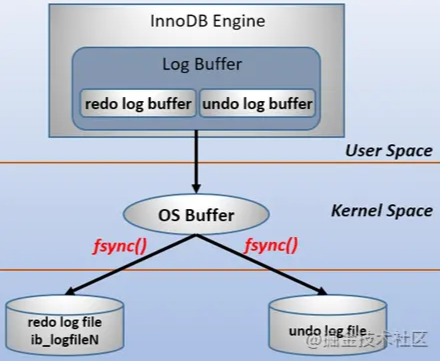 InnoDB Engine
Log Buffer
redo log buffer undo log buffer
User Space
OS Buffer
Kernel Space
fsync() fsync()
redo log file
ib_logfileN
undo log file
@掘金技术社区